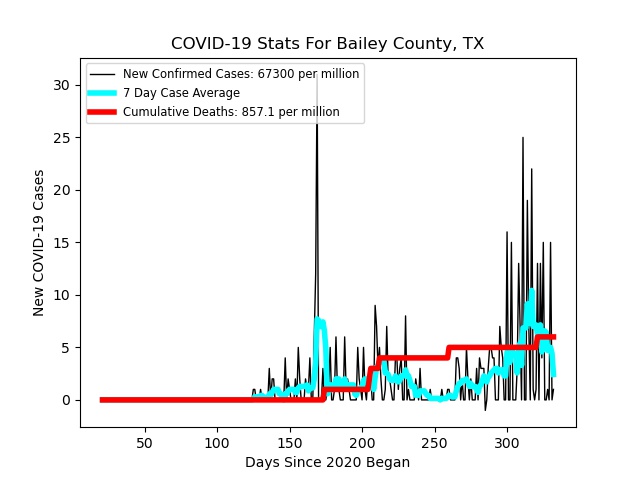 COVID-19 Stats For Bailey County, TX
New Confirmed Cases: 67300 per million
7 Day Case Average
Cumulative Deaths: 857.1 per million
New COVID-19 Cases
30
25
20
15
10
5
0
50
100
150
200
250
300
Days Since 2020 Began